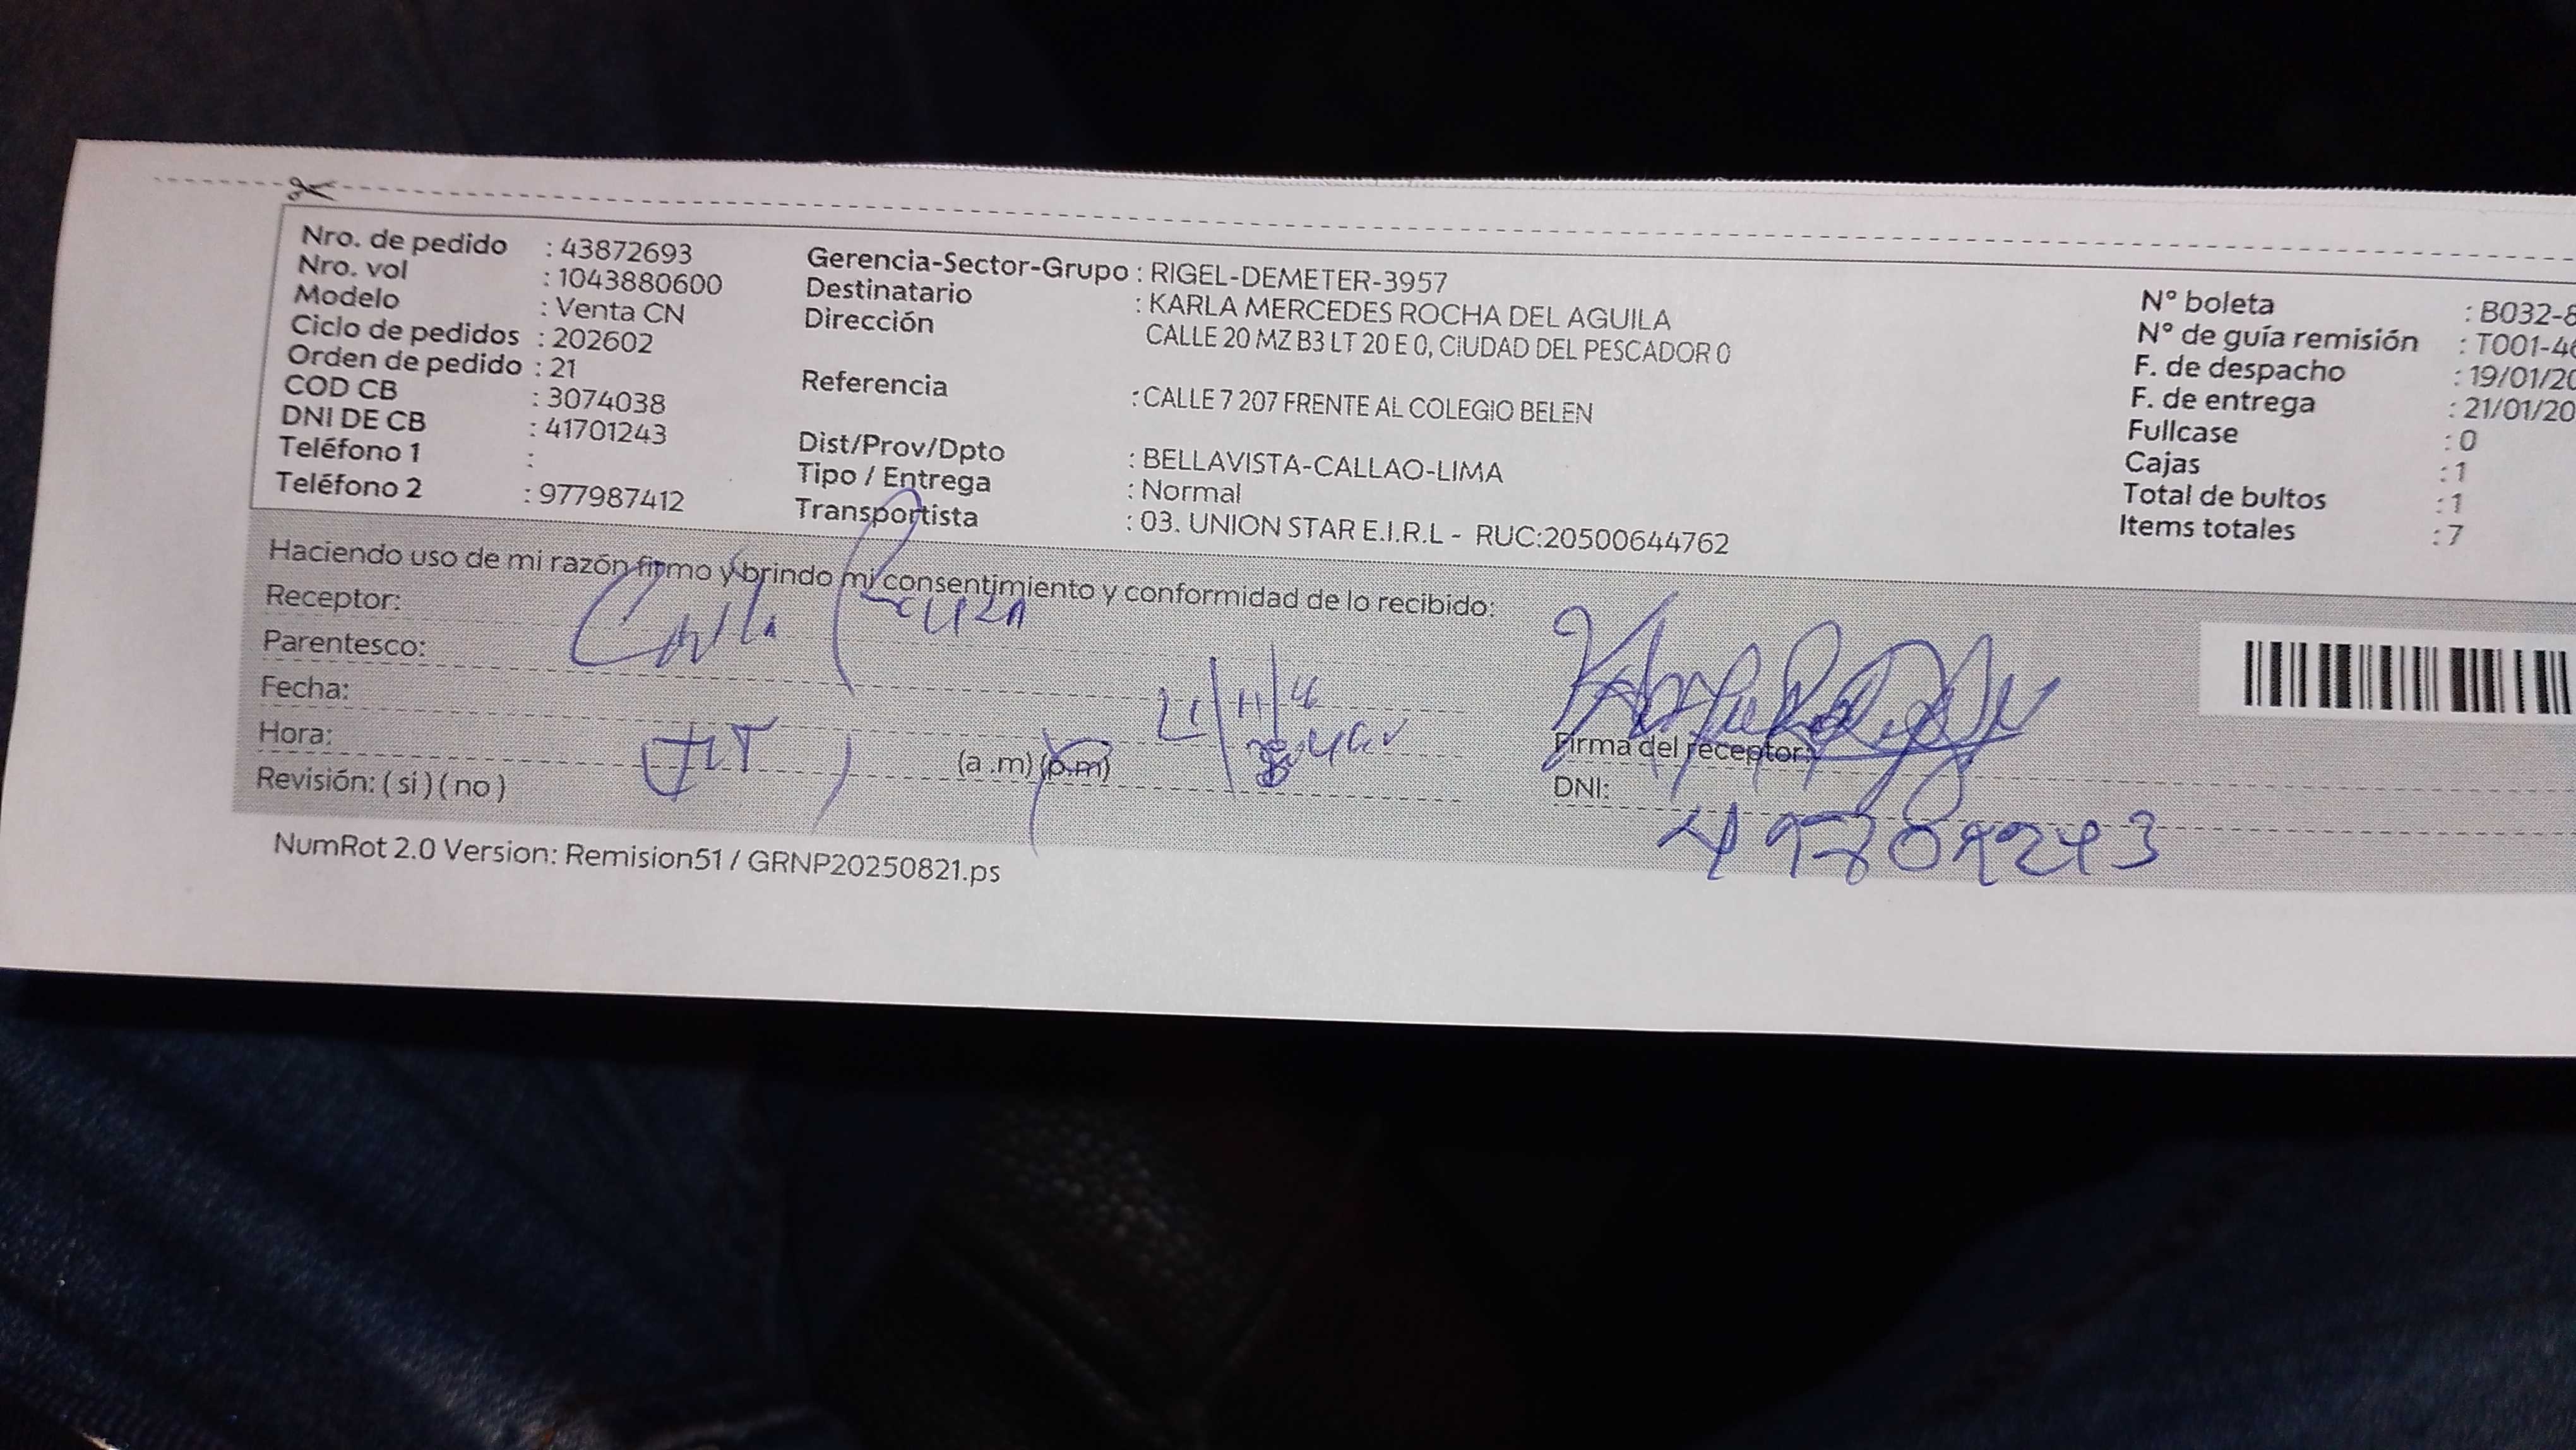 Nro. de pedido : 43872693
Nro. vol : 1043880600
Modelo : Venta CN
Ciclo de pedidos : 202602
Orden de pedido : 21
COD CB : 3074038
DNI DE CB : 41701243
Teléfono 1 :
Teléfono 2 : 977987412
Gerencia-Sector-Grupo : RIGEL-DEMETER-3957
Destinatario : KARLA MERCEDES ROCHA DEL AGUILA
Dirección CALLE 20 MZ B3 LT 20 E 0, CIUDAD DEL PESCADOR 0
Referencia : CALLE 7 207 FRENTE AL COLEGIO BELEN
Dist/Prov/Dpto : BELLAVISTA-CALLAO-LIMA
Tipo / Entrega : Normal
Transportista : 03. UNION STAR E.I.R.L - RUC:20500644762
N° boleta : B032-8
N° de guía remisión : T001-46
F. de despacho : 19/01/20
F. de entrega : 21/01/20
Fullcase : 0
Cajas : 1
Total de bultos : 1
Items totales : 7
Haciendo uso de mi razón firmo y brindo mi consentimiento y conformidad de lo recibido:
Receptor:
Parentesco:
Fecha:
Hora: (a .m) (p.m)
Revisión: ( si ) ( no )
Firma del receptor:
DNI:
NumRot 2.0 Version: Remision51 / GRNP20250821.ps